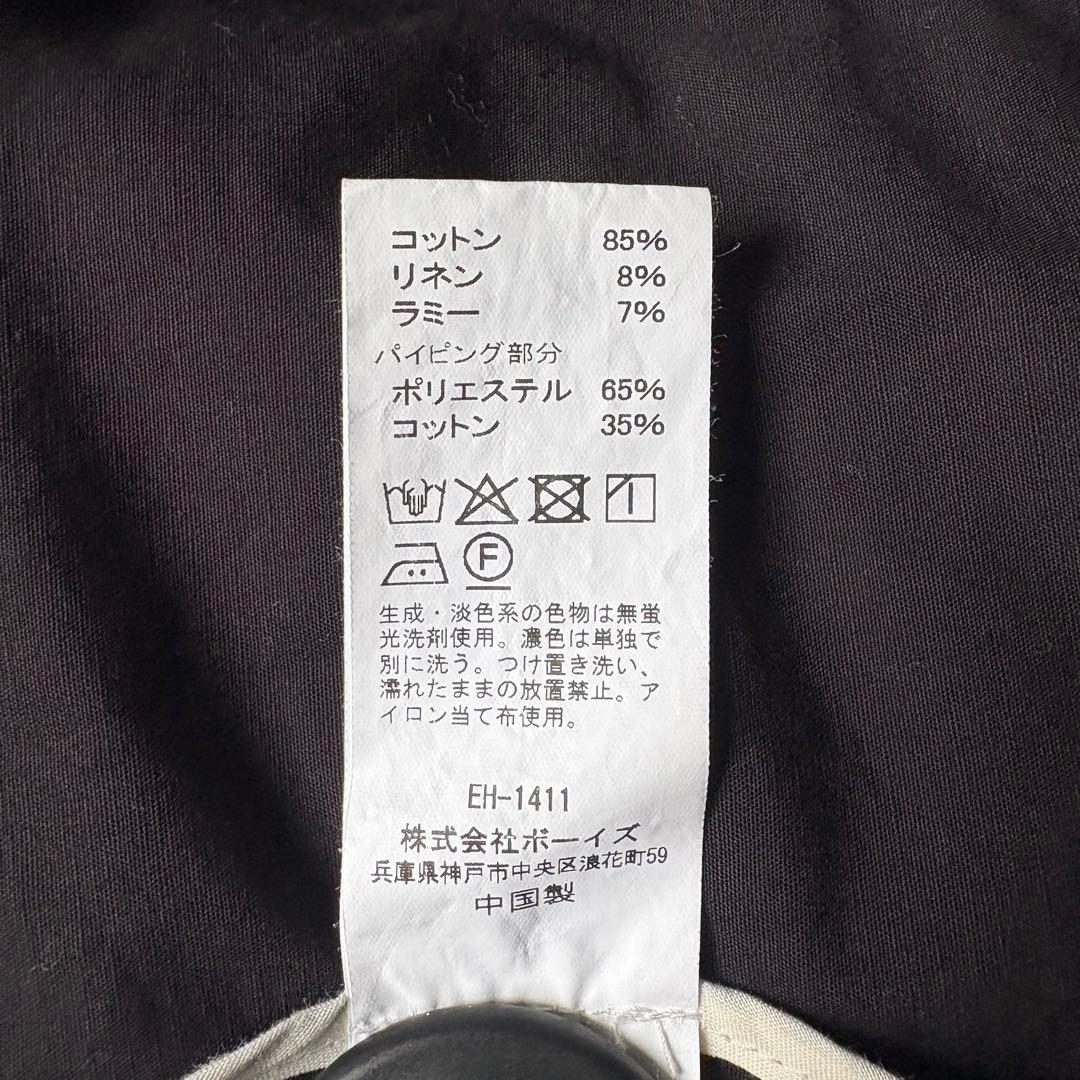 コットン 85%
リネン 8%
ラミー 7%
パイピング部分
ポリエステル 65%
コットン 35%
F
生成・淡色系の色物は無蛍
光洗剤使用。濃色は単独で
別に洗う。つけ置き洗い、
濡れたままの放置禁止。ア
イロン当て布使用。
EH-1411
株式会社ボーイズ
兵庫県神戸市中央区浪花町59
中国製